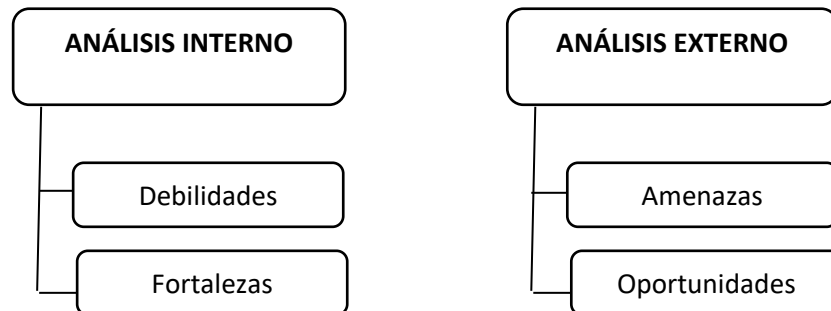 ANÁLISIS INTERNO
Debilidades
Fortalezas
ANÁLISIS EXTERNO
Amenazas
Oportunidades